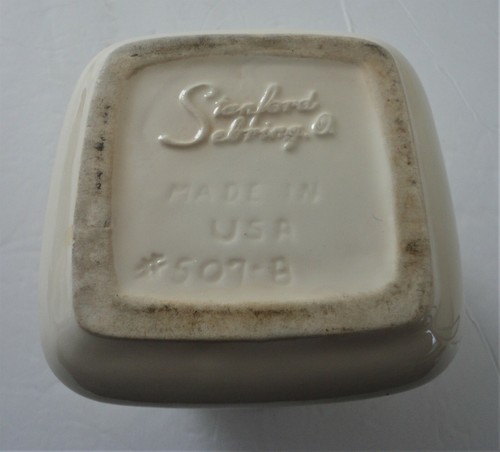 Stanford
Sebring, O
MADE IN
USA
#507-B